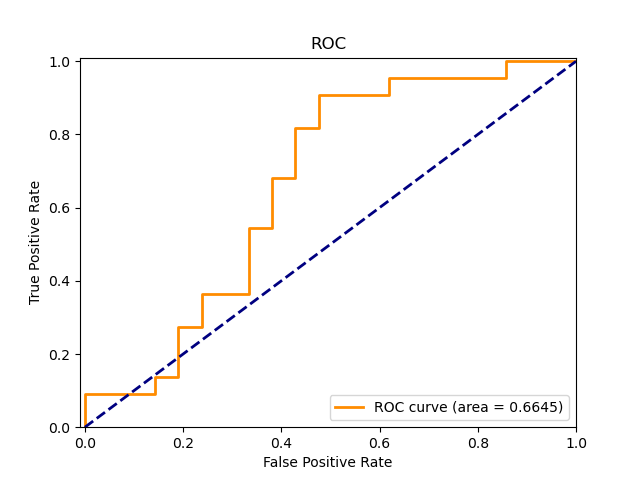 ROC
True Positive Rate
1.0
0.8
0.6
0.4
0.2
0.0
0.0 0.2 0.4 0.6 0.8 1.0
False Positive Rate
ROC curve (area = 0.6645)